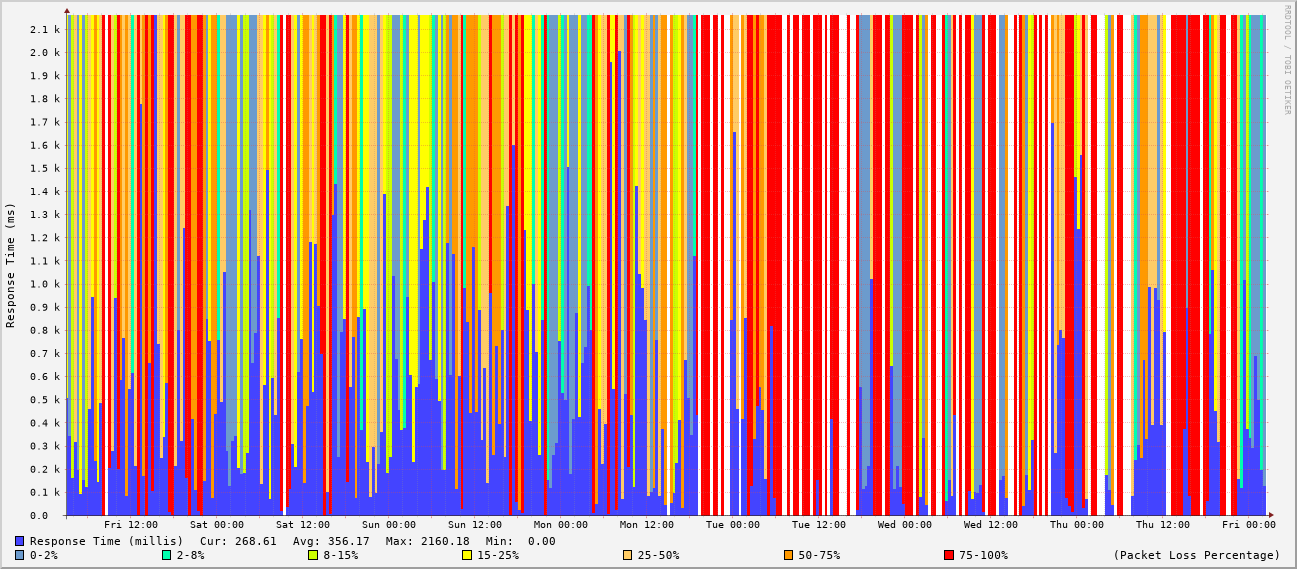 RRDTOOL / TOBI OETIKER
Response Time (ms)
2.1 k
2.0 k
1.9 k
1.8 k
1.7 k
1.6 k
1.5 k
1.4 k
1.3 k
1.2 k
1.1 k
1.0 k
0.9 k
0.8 k
0.7 k
0.6 k
0.5 k
0.4 k
0.3 k
0.2 k
0.1 k
0.0
Fri 12:00 Sat 00:00 Sat 12:00 Sun 00:00 Sun 12:00 Mon 00:00 Mon 12:00 Tue 00:00 Tue 12:00 Wed 00:00 Wed 12:00 Thu 00:00 Thu 12:00 Fri 00:00
Response Time (millis) Cur: 268.61 Avg: 356.17 Max: 2160.18 Min: 0.00
0-2% 2-8% 8-15% 15-25% 25-50% 50-75% 75-100% (Packet Loss Percentage)